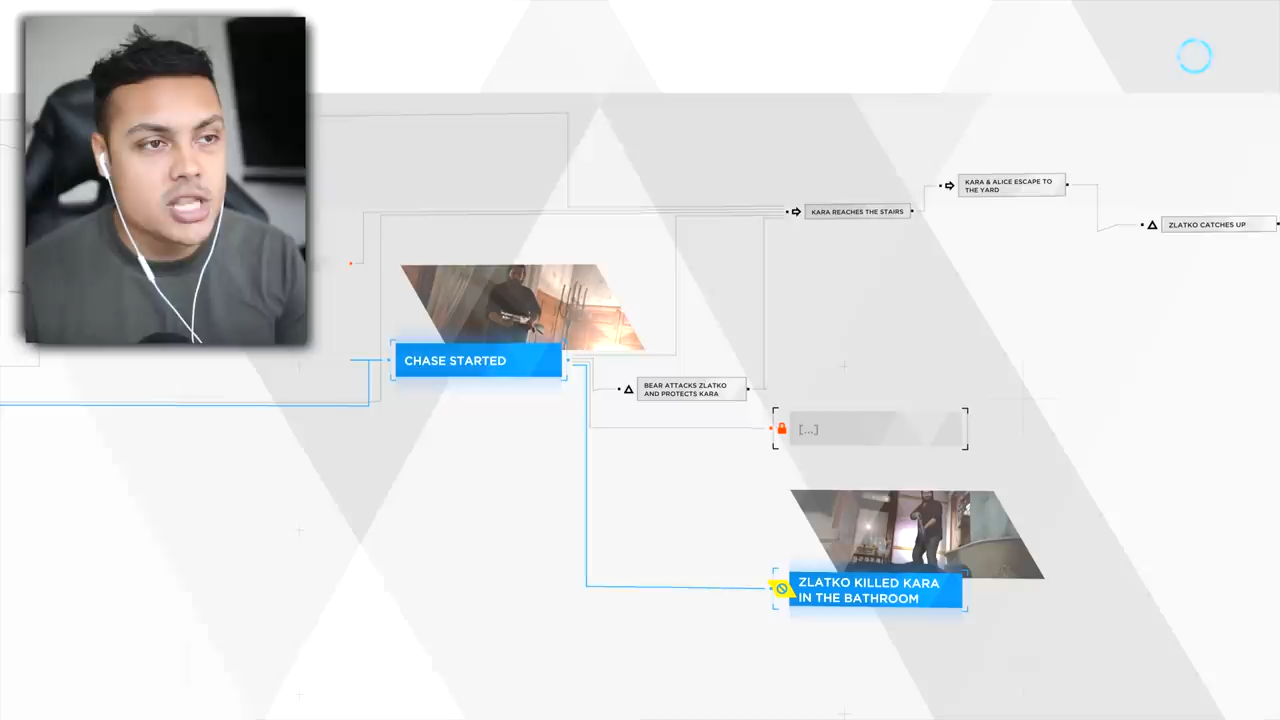 KARA & ALICE ESCAPE TO
THE YARD
KARA REACHES THE STAIRS
ZLATKO CATCHES UP
CHASE STARTED
BEAR ATTACKS ZLATKO
AND PROTECTS KARA
[...]
ZLATKO KILLED KARA
IN THE BATHROOM